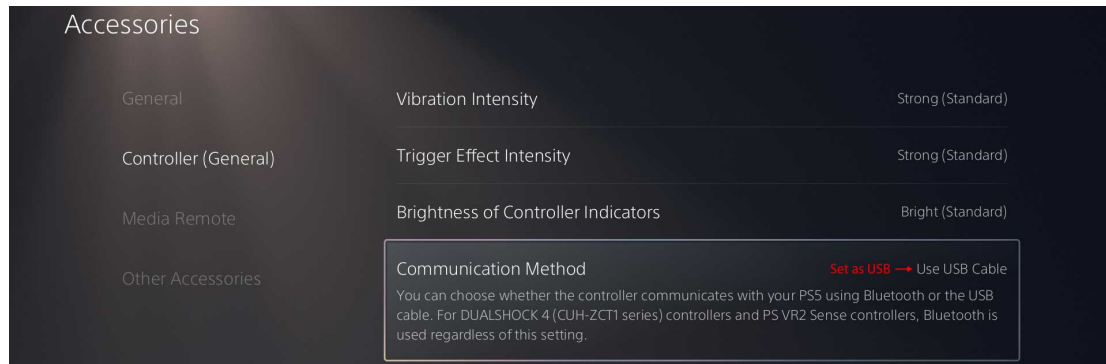 Accessories
General
Controller (General)
Media Remote
Other Accessories
Vibration Intensity Strong (Standard)
Trigger Effect Intensity Strong (Standard)
Brightness of Controller Indicators Bright (Standard)
Communication Method Set as USB → Use USB Cable
You can choose whether the controller communicates with your PS5 using Bluetooth or the USB
cable. For DUALSHOCK 4 (CUH-ZCT1 series) controllers and PS VR2 Sense controllers, Bluetooth is
used regardless of this setting.